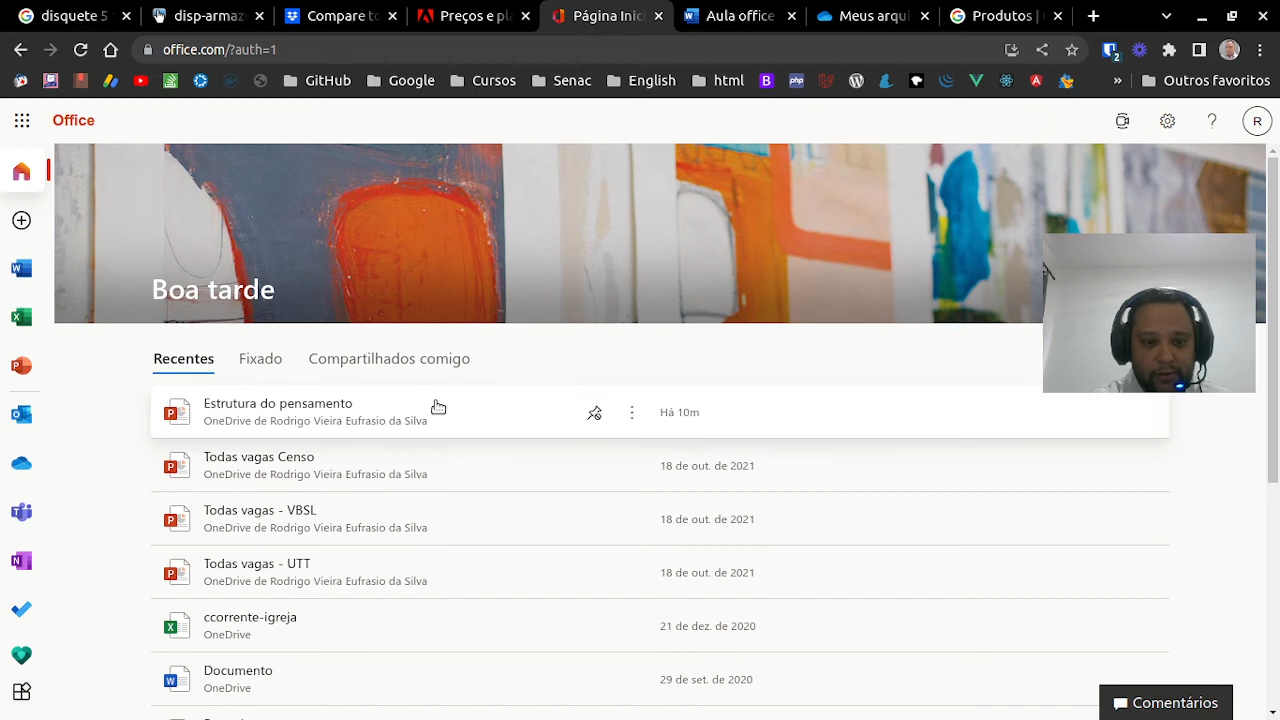 disquete 5
disp-armaz
Compare to
Preços e pla
Página Inici
Aula office
Meus arqui
Produtos | C
office.com/?auth=1
2
GitHub
Google
Cursos
Senac
English
html
Outros favoritos
Office
R
Boa tarde
Recentes
Fixado
Compartilhados comigo
Estrutura do pensamento
OneDrive de Rodrigo Vieira Eufrasio da Silva
Há 10m
Todas vagas Censo
OneDrive de Rodrigo Vieira Eufrasio da Silva
18 de out. de 2021
Todas vagas - VBSL
OneDrive de Rodrigo Vieira Eufrasio da Silva
18 de out. de 2021
Todas vagas - UTT
OneDrive de Rodrigo Vieira Eufrasio da Silva
18 de out. de 2021
ccorrente-igreja
OneDrive
21 de dez. de 2020
Documento
OneDrive
29 de set. de 2020
Comentários